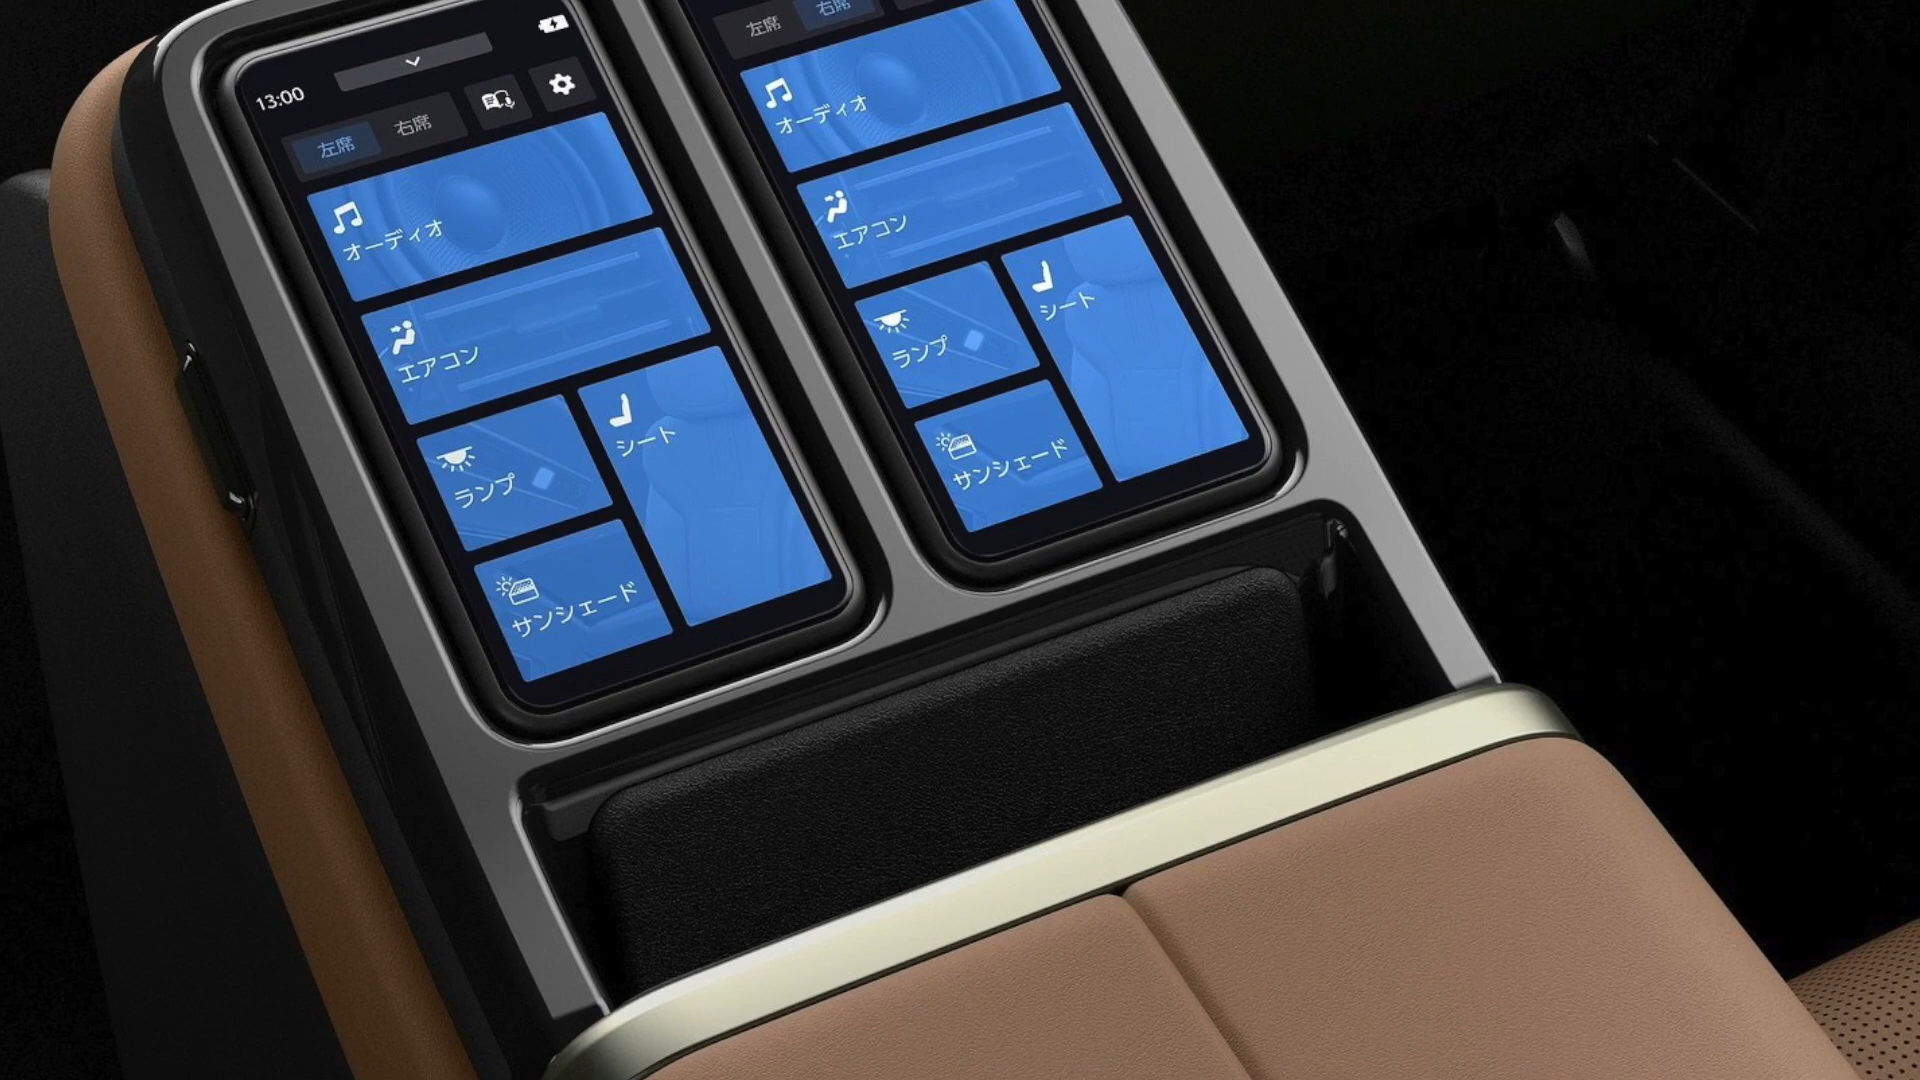 13:00
左席 右席
オーディオ
エアコン
ランプ
シート
サンシェード
左席 右席
オーディオ
エアコン
ランプ
シート
サンシェード